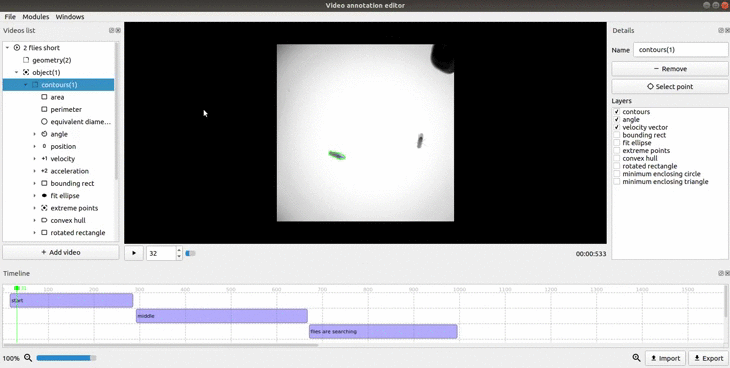 Video annotation editor
File Modules Windows
Videos list
2 flies short
geometry(2)
object(1)
contours(1)
area
perimeter
equivalent diame...
angle
position
velocity
acceleration
bounding rect
fit ellipse
extreme points
convex hull
rotated rectangle
Add video
32
00:00:533
Details
Name contours(1)
Remove
Select point
Layers
contours
angle
velocity vector
bounding rect
fit ellipse
extreme points
convex hull
rotated rectangle
minimum enclosing circle
minimum enclosing triangle
Timeline
100 200 300 400 500 600 700 800 900 1000 1100 1200 1300 1400 1500
start
middle
flies are searching
100%
Import
Export